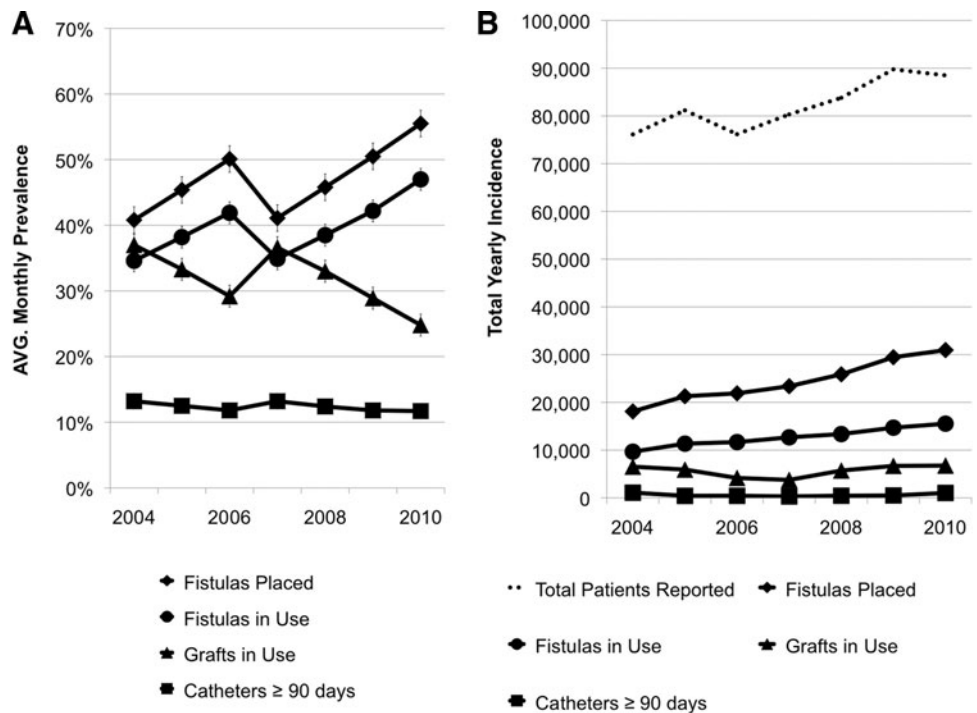 A
AVG. Monthly Prevalence
70%
60%
50%
40%
30%
20%
10%
0%
2004 2006 2008 2010
Fistulas Placed
Fistulas in Use
Grafts in Use
Catheters ≥ 90 days
B
Total Yearly Incidence
100,000
90,000
80,000
70,000
60,000
50,000
40,000
30,000
20,000
10,000
0
2004 2006 2008 2010
Total Patients Reported Fistulas Placed
Fistulas in Use Grafts in Use
Catheters ≥ 90 days